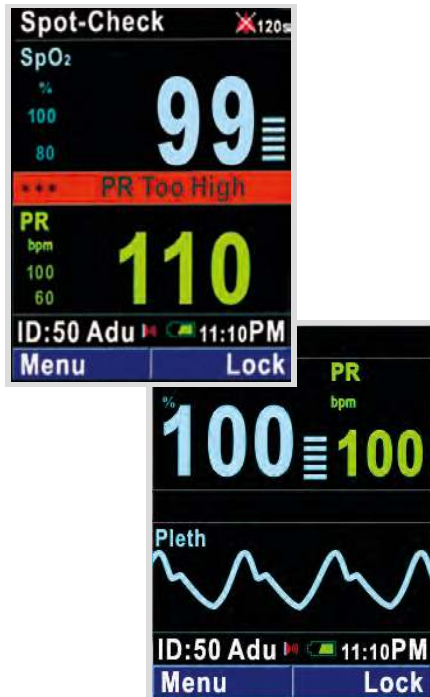 Spot-Check 120s
SpO2
%
100
80
99
*** PR Too High
PR
bpm
100
60
110
ID:50 Adu 11:10PM
Menu Lock
PR
bpm
%
100
100
Pleth
ID:50 Adu 11:10PM
Menu Lock